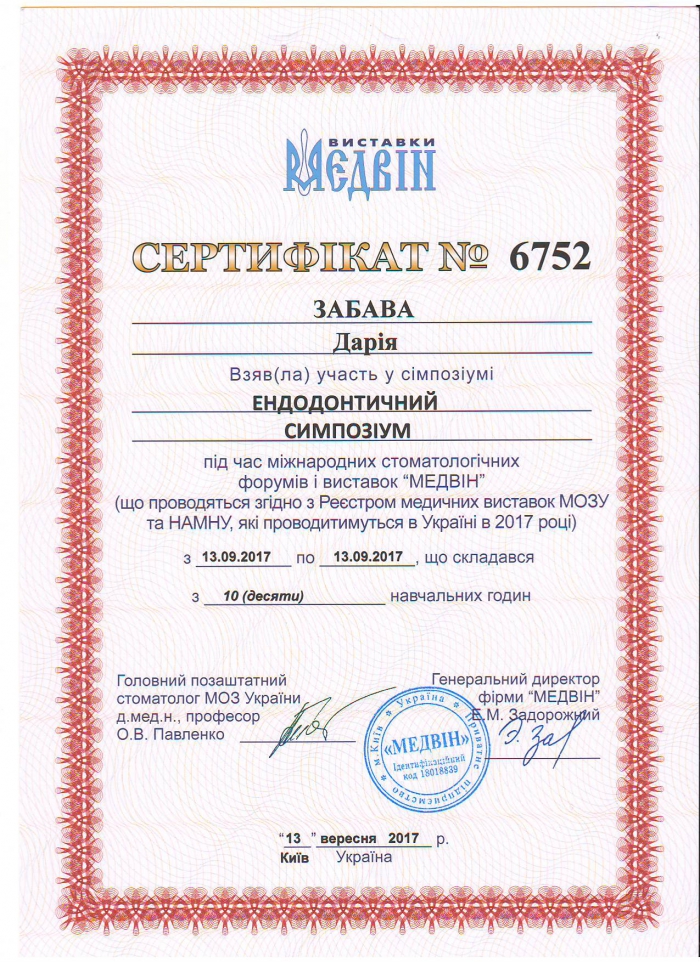 ВИСТАВКИ
МЕДВІН
СЕРТИФІКАТ № 6752
ЗАБАВА
Дарія
Взяв(ла) участь у сімпозіумі
ЕНДОДОНТИЧНИЙ
СИМПОЗІУМ
під час міжнародних стоматологічних
форумів і виставок “МЕДВІН”
(що проводяться згідно з Реєстром медичних виставок МОЗУ
та НАМНУ, які проводитимуться в Україні в 2017 році)
з 13.09.2017 по 13.09.2017, що складався
з 10 (десяти) навчальних годин
Головний позаштатний
стоматолог МОЗ України
д.мед.н., професор
О.В. Павленко
Генеральний директор
фірми “МЕДВІН”
Е.М. Задорожний
Україна * Приватне підприємство * м.Київ *
«МЕДВІН»
Ідентифікаційний
код 18018839
“13” вересня 2017 р.
Київ Україна